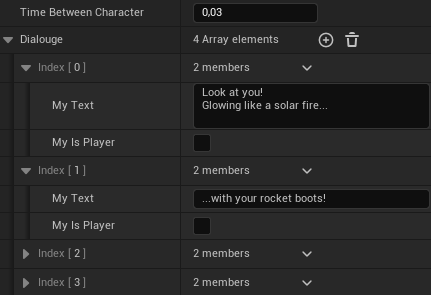 Time Between Character 0,03
Dialouge 4 Array elements
Index [ 0 ] 2 members
My Text Look at you!
Glowing like a solar fire...
My Is Player
Index [ 1 ] 2 members
My Text ...with your rocket boots!
My Is Player
Index [ 2 ] 2 members
Index [ 3 ] 2 members